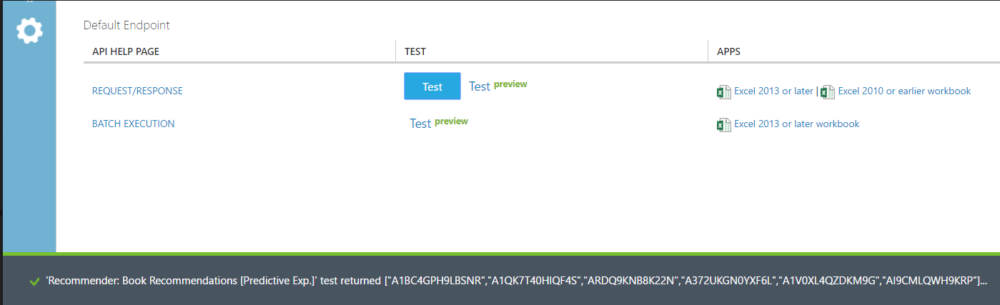 Default Endpoint
API HELP PAGE TEST APPS
REQUEST/RESPONSE Test Test preview Excel 2013 or later | Excel 2010 or earlier workbook
BATCH EXECUTION Test preview Excel 2013 or later workbook
'Recommender: Book Recommendations [Predictive Exp.]' test returned ["A1BC4GPH9LBSNR","A1QK7T40HIQF4S","ARDQ9KNB8K22N","A372UKGN0YXF6L","A1V0XL4QZDKM9G","AI9CMLQWH9KRP"]...